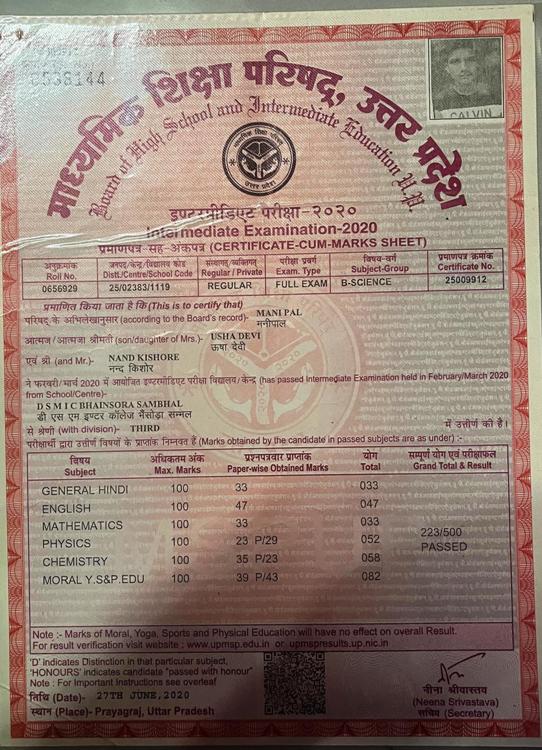 0538144
CALVIN
माध्यमिक शिक्षा परिषद्, उत्तर प्रदेश
Board of High School and Intermediate Education U.P.
माध्यमिक शिक्षा परिषद्
उत्तर प्रदेश
इण्टरमीडिएट परीक्षा-२०२०
Intermediate Examination-2020
प्रमाणपत्र सह-अंकपत्र (CERTIFICATE-CUM-MARKS SHEET)
अनुक्रमांक जनपद/केन्द्र/विद्यालय कोड संस्थागत/व्यक्तिगत परीक्षा प्रकार विषय-वर्ग प्रमाणपत्र क्रमांक
Roll No. Distt./Centre/School Code Regular / Private Exam. Type Subject-Group Certificate No.
0656929 25/02383/1119 REGULAR FULL EXAM B-SCIENCE 25009912
प्रमाणित किया जाता है कि (This is to certify that)
परिषद् के अभिलेखानुसार (according to the Board's record)- MANI PAL
मनीपाल
आत्मज / आत्मजा श्रीमती (son/daughter of Mrs.)- USHA DEVI
ऊषा देवी
एवं श्री (and Mr.)- NAND KISHORE
नन्द किशोर
ने फरवरी/मार्च 2020 में आयोजित इण्टरमीडिएट परीक्षा विद्यालय/केन्द्र (has passed Intermediate Examination held in February/March 2020
from School/Centre)-
D S M I C BHAINSORA SAMBHAL
डी एस एम इण्टर कॉलेज भैंसोड़ा सम्भल
से श्रेणी (with division)- THIRD में उत्तीर्ण की है।
परीक्षार्थी द्वारा उत्तीर्ण विषयों के प्राप्तांक निम्नवत हैं (Marks obtained by the candidate in passed subjects are as under) :-
विषय अधिकतम अंक प्रश्नपत्रवार प्राप्तांक योग सम्पूर्ण योग एवं परीक्षाफल
Subject Max. Marks Paper-wise Obtained Marks Total Grand Total & Result
GENERAL HINDI 100 33 033
ENGLISH 100 47 047
MATHEMATICS 100 33 033
PHYSICS 100 23 P/29 052
223/500
PASSED
CHEMISTRY 100 35 P/23 058
MORAL Y.S&P.EDU 100 39 P/43 082
Note :- Marks of Moral, Yoga, Sports and Physical Education will have no effect on overall Result.
For result verification visit website : www.upmsp.edu.in or upmspresults.up.nic.in
'D' indicates Distinction in that particular subject,
'HONOURS' indicates candidate "passed with honour"
Note : For Important Instructions see overleaf
तिथि (Date)- 27TH JUNE,2020
स्थान (Place)- Prayagraj, Uttar Pradesh
नीना श्रीवास्तव
(Neena Srivastava)
सचिव (Secretary)